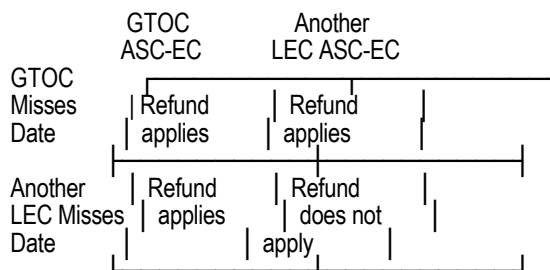 GTOC Another
ASC-EC LEC ASC-EC
GTOC
Misses | Refund | Refund |
Date | applies | applies |
Another | Refund | Refund |
LEC Misses | applies | does not |
Date | | apply |